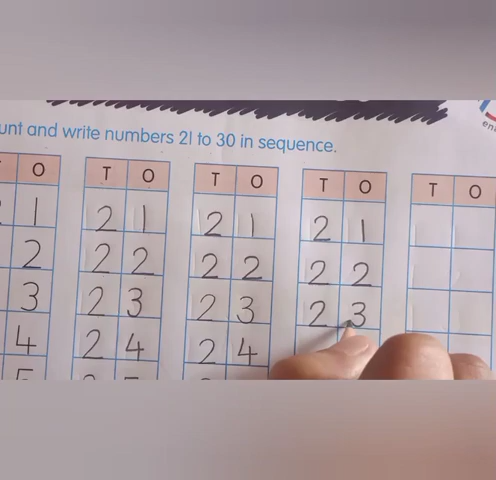 unt and write numbers 21 to 30 in sequence.
O T O T O T O T O
1 2 1 2 1 2 1
2 2 2 2 2 2 2
3 2 3 2 3 2 3
4 2 4 2 4